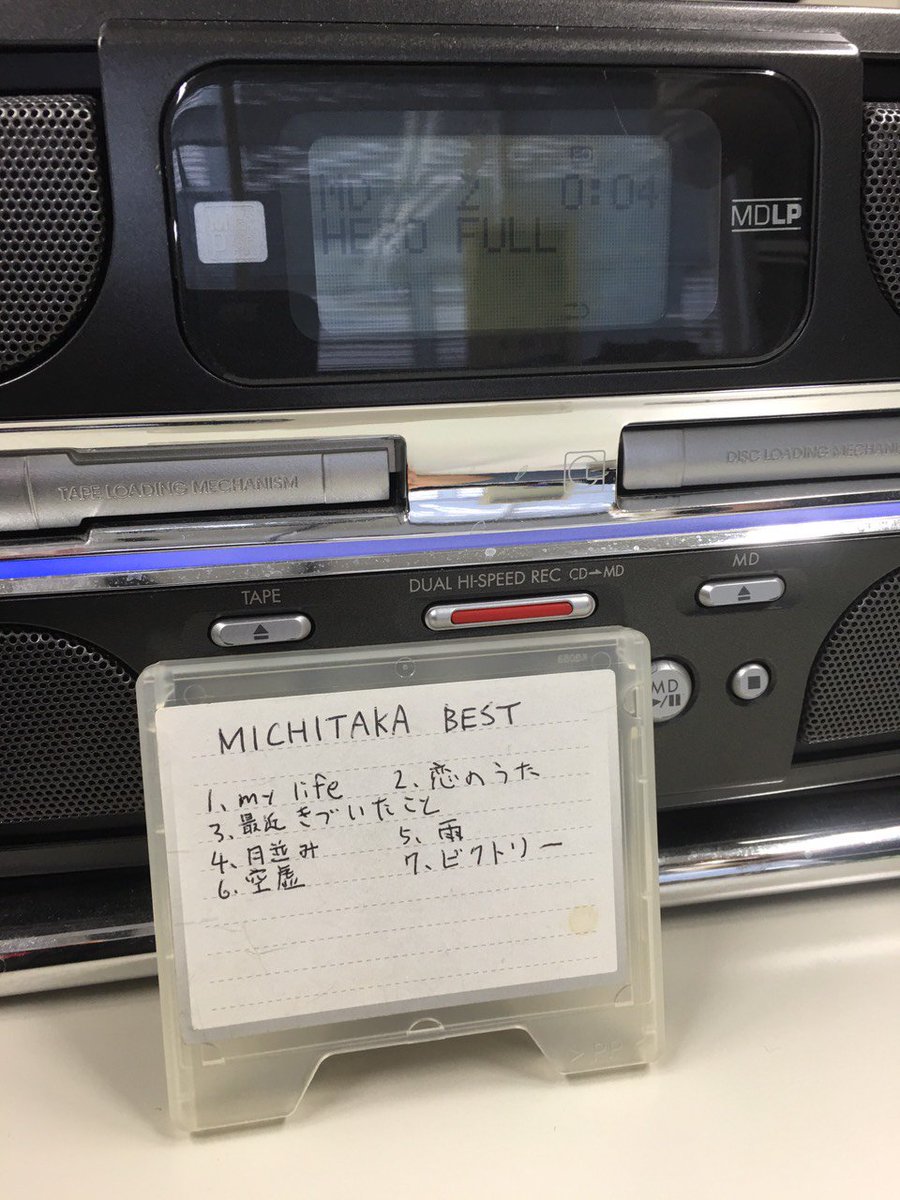 MD 2 0:04
FULL
MDLP
TAPE LOADING MECHANISM
DISC LOADING MECHANISM
TAPE
DUAL HI-SPEED REC CD→MD
MD
MD
MICHITAKA BEST
1、my life 2、恋のうた
3、最近きづいたこと
4、月並み 5、雨
6、空虚 7、ビクトリー
>PP<